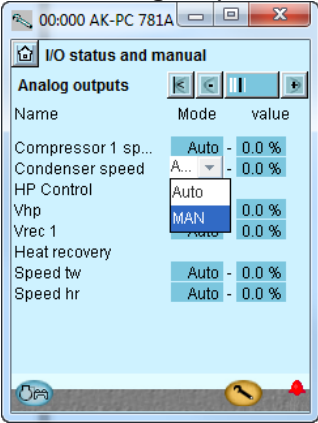 00:000 AK-PC 781A
I/O status and manual
Analog outputs
Name Mode value
Compressor 1 sp... Auto - 0.0 %
Condenser speed A... - 0.0 %
HP Control Auto
Vhp MAN 0.0 %
Vrec 1 Auto - 0.0 %
Heat recovery
Speed tw Auto - 0.0 %
Speed hr Auto - 0.0 %